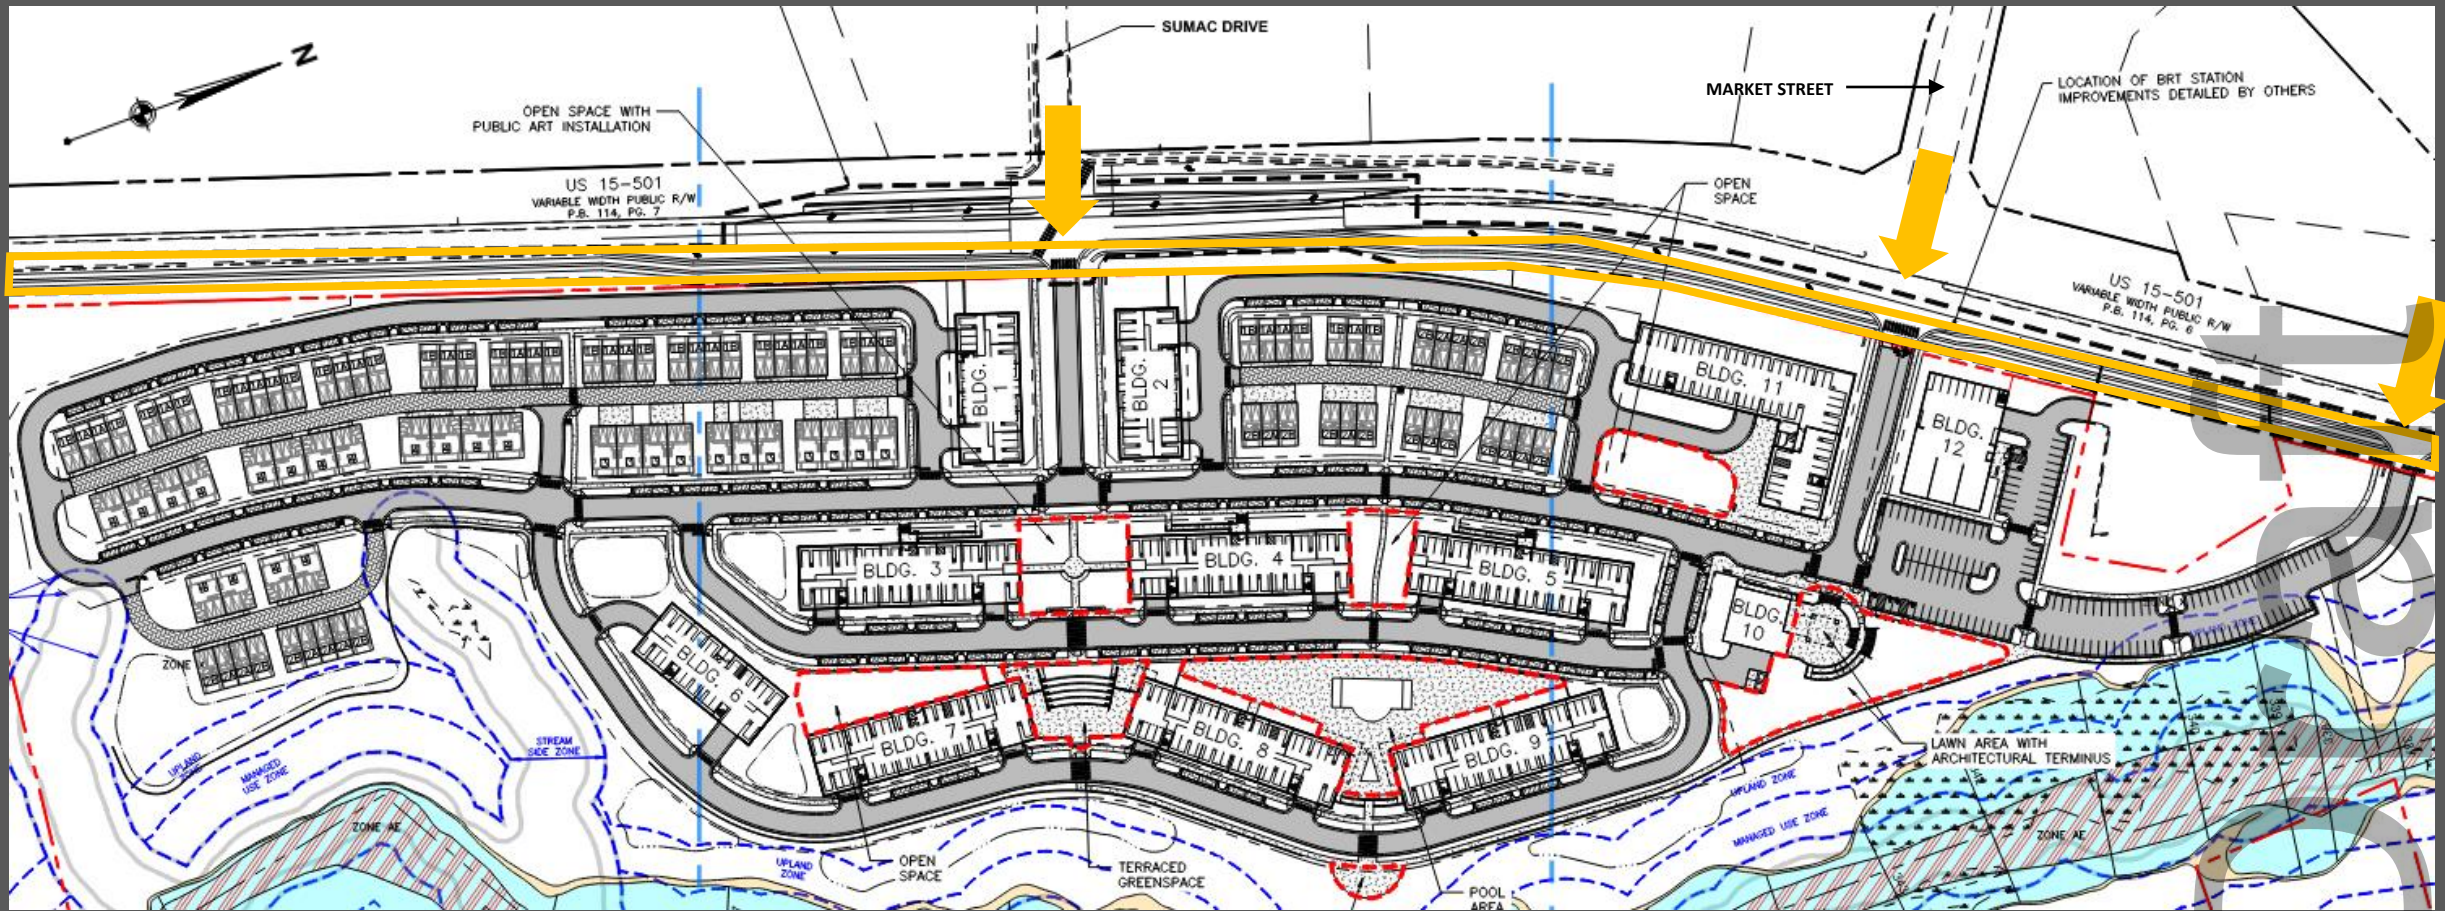 SUMAC DRIVE
N
MARKET STREET
LOCATION OF BRT STATION
IMPROVEMENTS DETAILED BY OTHERS
OPEN SPACE WITH
PUBLIC ART INSTALLATION
US 15-501
VARIABLE WIDTH PUBLIC R/W
P.B. 114, PG. 7
OPEN
SPACE
US 15-501
VARIABLE WIDTH PUBLIC R/W
P.B. 114, PG. 6
BLDG. 1
BLDG. 2
BLDG. 11
BLDG.
12
BLDG. 3
BLDG. 4
BLDG. 5
BLDG.
10
BLDG 6
BLDG. 7
BLDG. 8
BLDG. 9
ZONE
UPLAND
ZONE
MANAGED
USE ZONE
STREAM
SIDE ZONE
ZONE AE
UPLAND
ZONE
OPEN
SPACE
TERRACED
GREENSPACE
POOL
AREA
LAWN AREA WITH
ARCHITECTURAL TERMINUS
UPLAND ZONE
MANAGED USE ZONE
ZONE AE
UPLAND ZONE